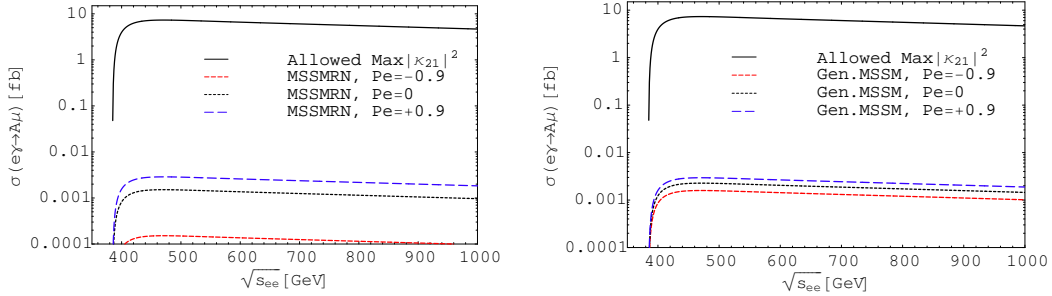 10
1
0.1
0.01
0.001
0.0001
σ(eγ→Aμ)[fb]
Allowed Max|κ21|^2
MSSMRN, Pe=-0.9
MSSMRN, Pe=0
MSSMRN, Pe=+0.9
400 500 600 700 800 900 1000
√see[GeV]
10
1
0.1
0.01
0.001
0.0001
σ(eγ→Aμ)[fb]
Allowed Max|κ21|^2
Gen.MSSM, Pe=-0.9
Gen.MSSM, Pe=0
Gen.MSSM, Pe=+0.9
400 500 600 700 800 900 1000
√see[GeV]